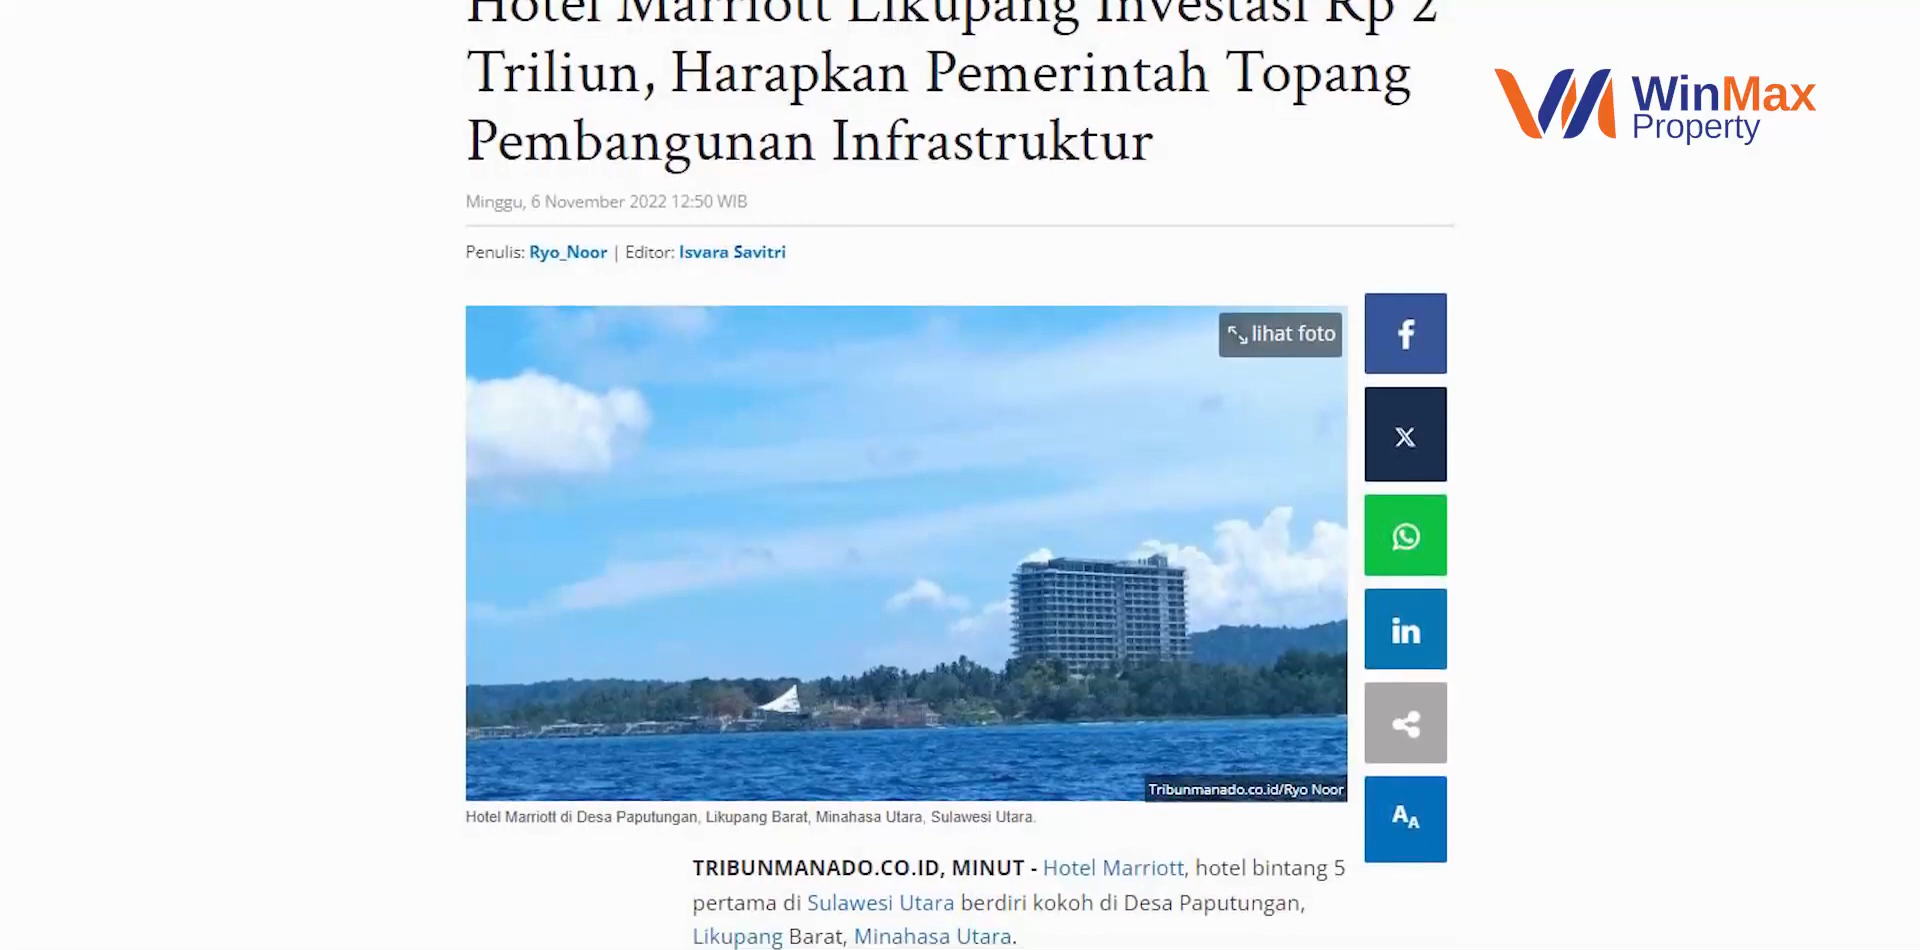 Hotel Marriott Likupang Investasi Rp 2
Triliun, Harapkan Pemerintah Topang
Pembangunan Infrastruktur
WinMax
Property
Minggu, 6 November 2022 12:50 WIB
Penulis: Ryo_Noor | Editor: Isvara Savitri
lihat foto
Tribunmanado.co.id/Ryo Noor
Hotel Marriott di Desa Paputungan, Likupang Barat, Minahasa Utara, Sulawesi Utara.
TRIBUNMANADO.CO.ID, MINUT - Hotel Marriott, hotel bintang 5
pertama di Sulawesi Utara berdiri kokoh di Desa Paputungan,
Likupang Barat, Minahasa Utara.